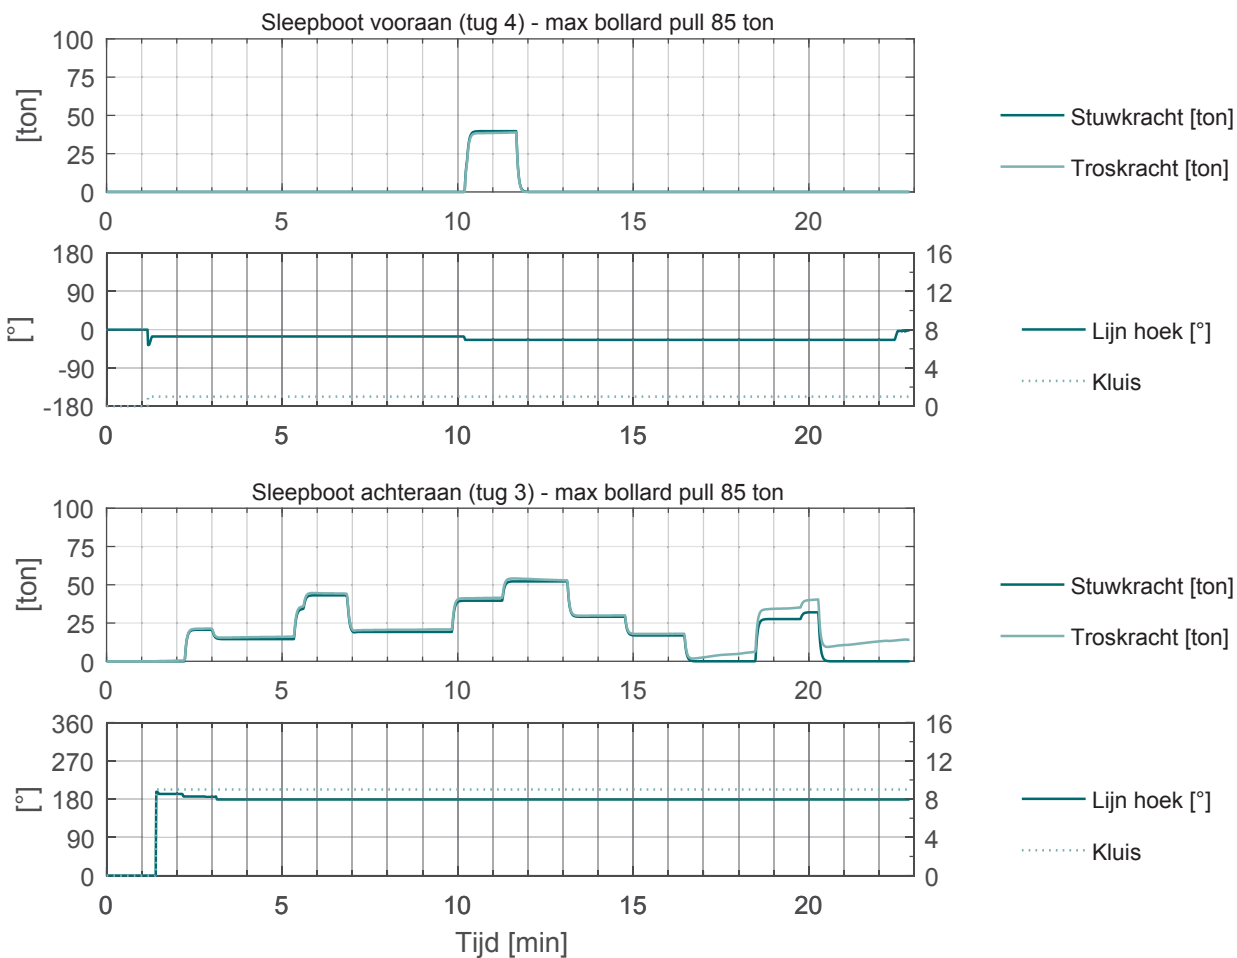 Sleepboot vooraan (tug 4) - max bollard pull 85 ton
100
75
50
25
0
[ton]
0 5 10 15 20
Stuwkracht [ton]
Troskracht [ton]
180
90
0
-90
-180
[°]
16
12
8
4
0
0 5 10 15 20
Lijn hoek [°]
Kluis
Sleepboot achteraan (tug 3) - max bollard pull 85 ton
100
75
50
25
0
[ton]
0 5 10 15 20
Stuwkracht [ton]
Troskracht [ton]
360
270
180
90
0
[°]
16
12
8
4
0
0 5 10 15 20
Lijn hoek [°]
Kluis
Tijd [min]